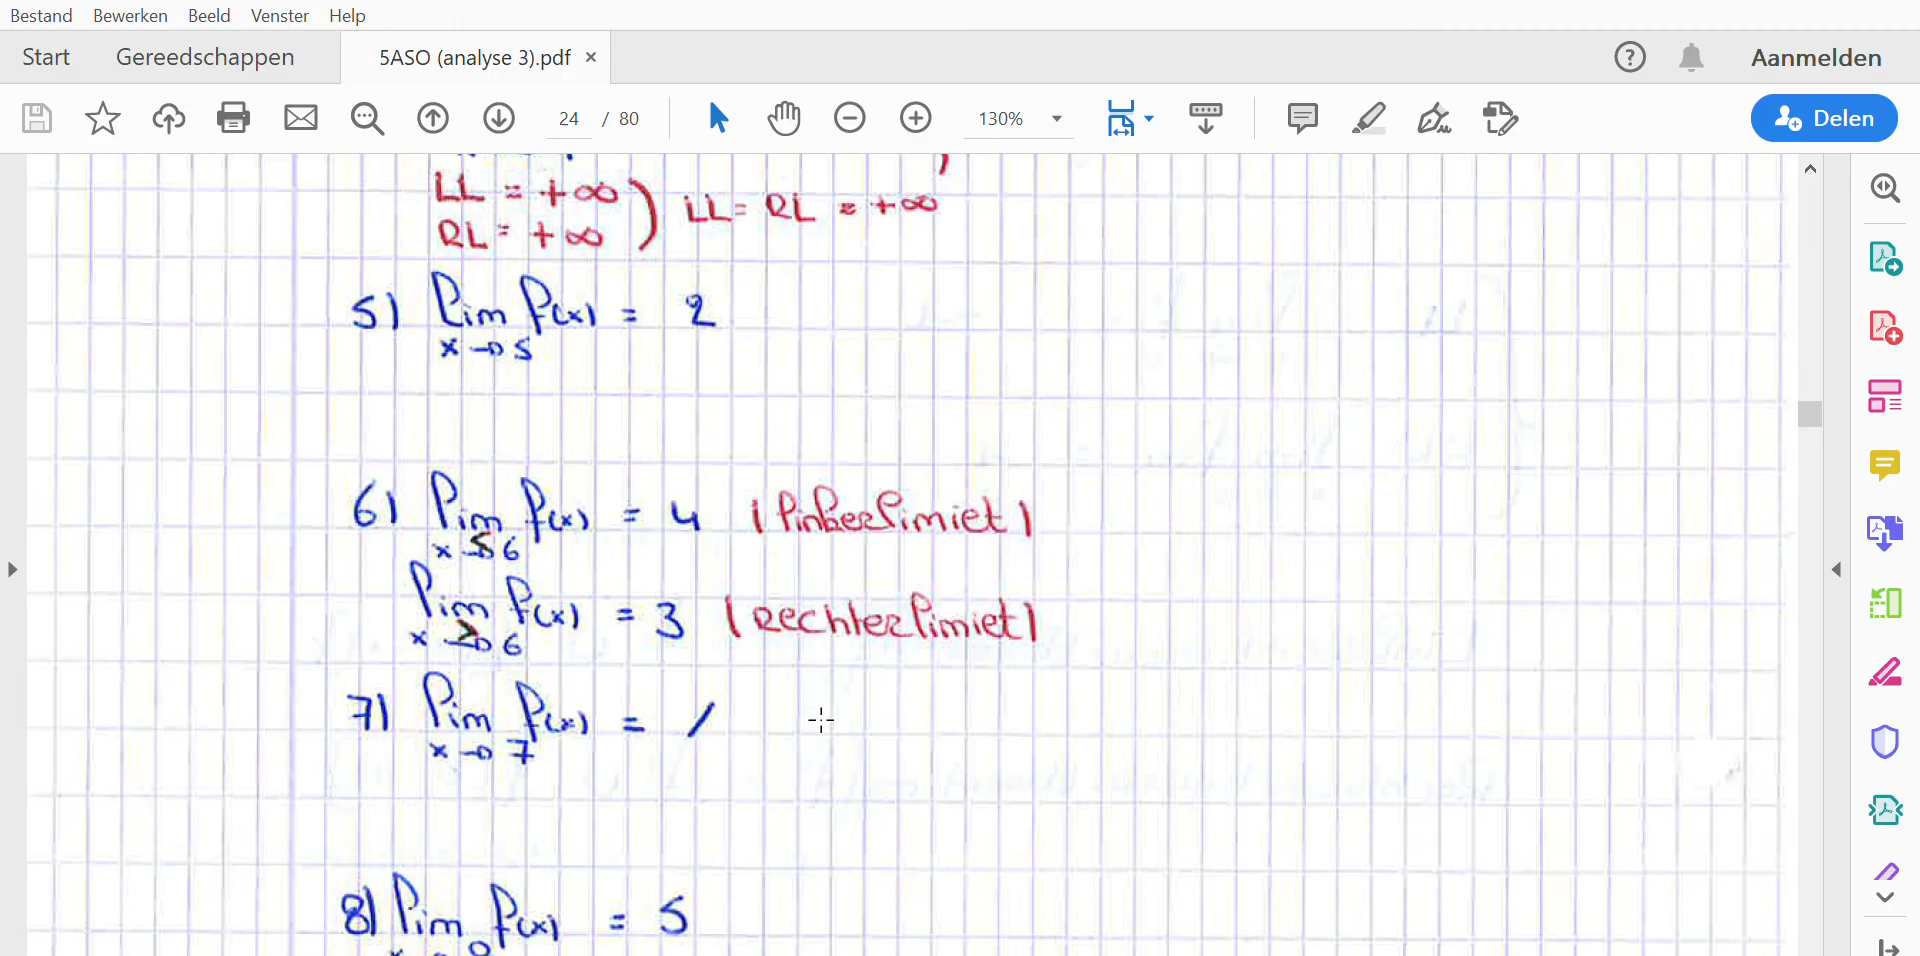 Bestand Bewerken Beeld Venster Help
Start Gereedschappen 5ASO (analyse 3).pdf × Aanmelden
24 / 80 130% Delen
LL = +∞
RL = +∞ ) LL = RL = +∞
5) lim f(x) = 2
x → 5
6) lim f(x) = 4 (linkerlimiet)
x → 6
<
lim f(x) = 3 (rechterlimiet)
x → 6
>
7) lim f(x) = /
x → 7
8) lim f(x) = 5